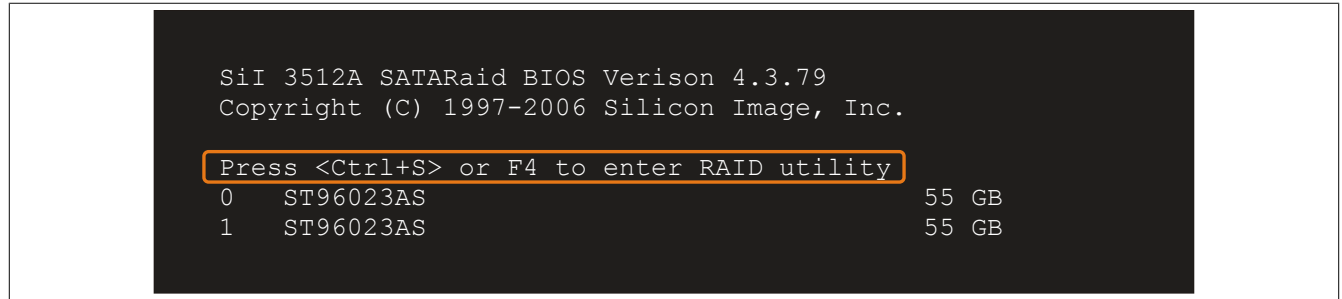 SiI 3512A SATARaid BIOS Verison 4.3.79
Copyright (C) 1997-2006 Silicon Image, Inc.
Press <Ctrl+S> or F4 to enter RAID utility
0 ST96023AS 55 GB
1 ST96023AS 55 GB